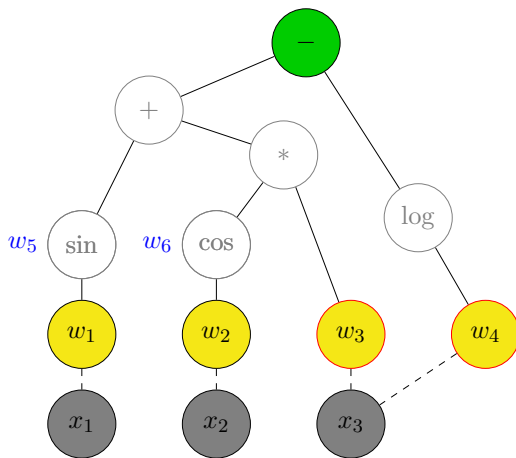 −
+
*
log
w₅ sin w₆ cos
w₁ w₂ w₃ w₄
x₁ x₂ x₃